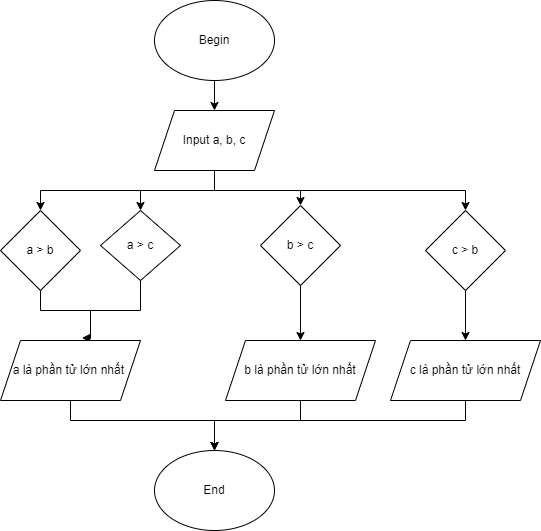 Begin
Input a, b, c
a > b
a > c
b > c
c > b
a là phần tử lớn nhất
b là phần tử lớn nhất
c là phần tử lớn nhất
End